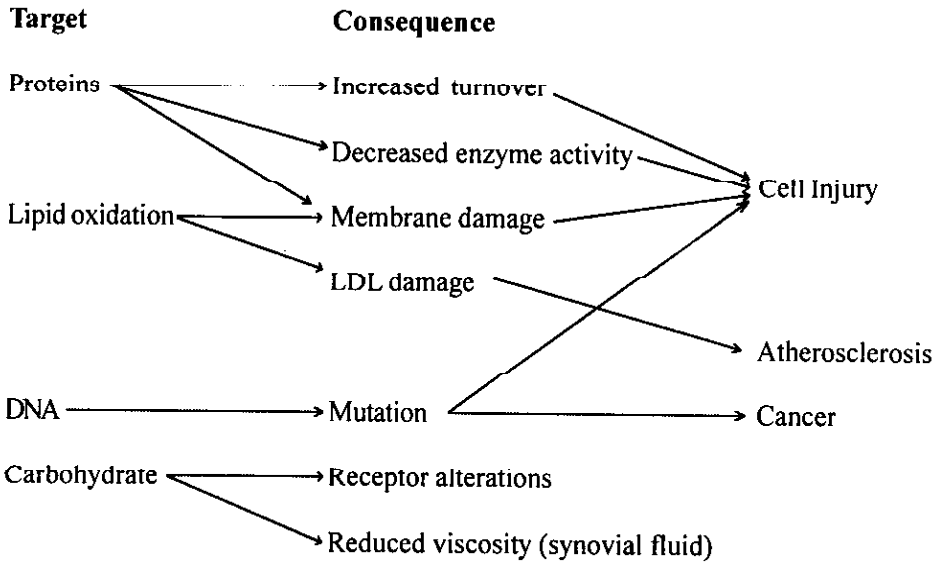 Target Consequence
Proteins Increased turnover
Decreased enzyme activity
Cell Injury
Lipid oxidation Membrane damage
LDL damage
Atherosclerosis
DNA Mutation Cancer
Carbohydrate Receptor alterations
Reduced viscosity (synovial fluid)